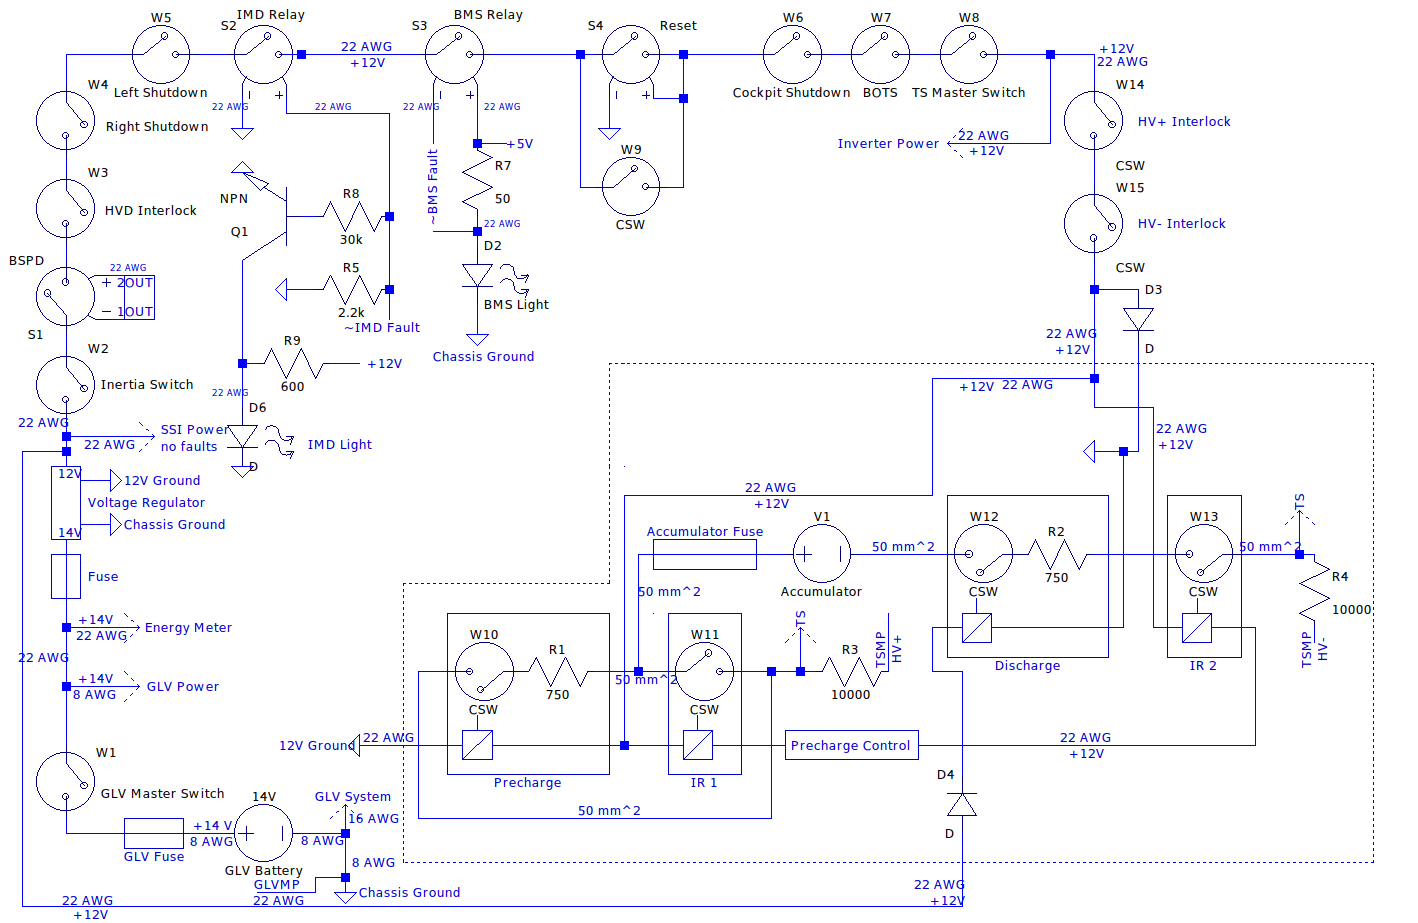 W5
S2
IMD Relay
S3
BMS Relay
S4
Reset
W6
W7
W8
22 AWG
+12V
+12V
22 AWG
W4
Left Shutdown
22 AWG
-
+
22 AWG
22 AWG
-
+
22 AWG
-
+
Cockpit Shutdown
BOTS
TS Master Switch
W14
Right Shutdown
HV+ Interlock
Inverter Power
22 AWG
+12V
+5V
W9
W3
~BMS Fault
R7
CSW
W15
NPN
R8
50
HVD Interlock
Q1
30k
22 AWG
CSW
HV- Interlock
D2
BSPD
22 AWG
+ 2OUT
- 1OUT
R5
2.2k
~IMD Fault
BMS Light
CSW
D3
S1
W2
R9
+12V
600
Chassis Ground
22 AWG
+12V
D
Inertia Switch
22 AWG
+12V
22 AWG
D6
22 AWG
22 AWG
SSI Power
no faults
IMD Light
D
22 AWG
+12V
12V
12V Ground
Voltage Regulator
Chassis Ground
14V
22 AWG
+12V
Accumulator Fuse
V1
+
-
Accumulator
50 mm^2
W12
CSW
R2
750
W13
CSW
TS
50 mm^2
R4
10000
Fuse
50 mm^2
+14V
22 AWG
Energy Meter
22 AWG
W10
CSW
R1
750
50 mm^2
W11
CSW
TS
R3
10000
TSMP
HV+
Discharge
IR 2
TSMP
HV-
+14V
8 AWG
GLV Power
12V Ground
22 AWG
Precharge Control
22 AWG
+12V
W1
Precharge
IR 1
D4
GLV Master Switch
14V
GLV System
50 mm^2
16 AWG
+14 V
8 AWG
+
-
8 AWG
D
GLV Fuse
GLV Battery
8 AWG
GLVMP
22 AWG
Chassis Ground
22 AWG
+12V
22 AWG
+12V